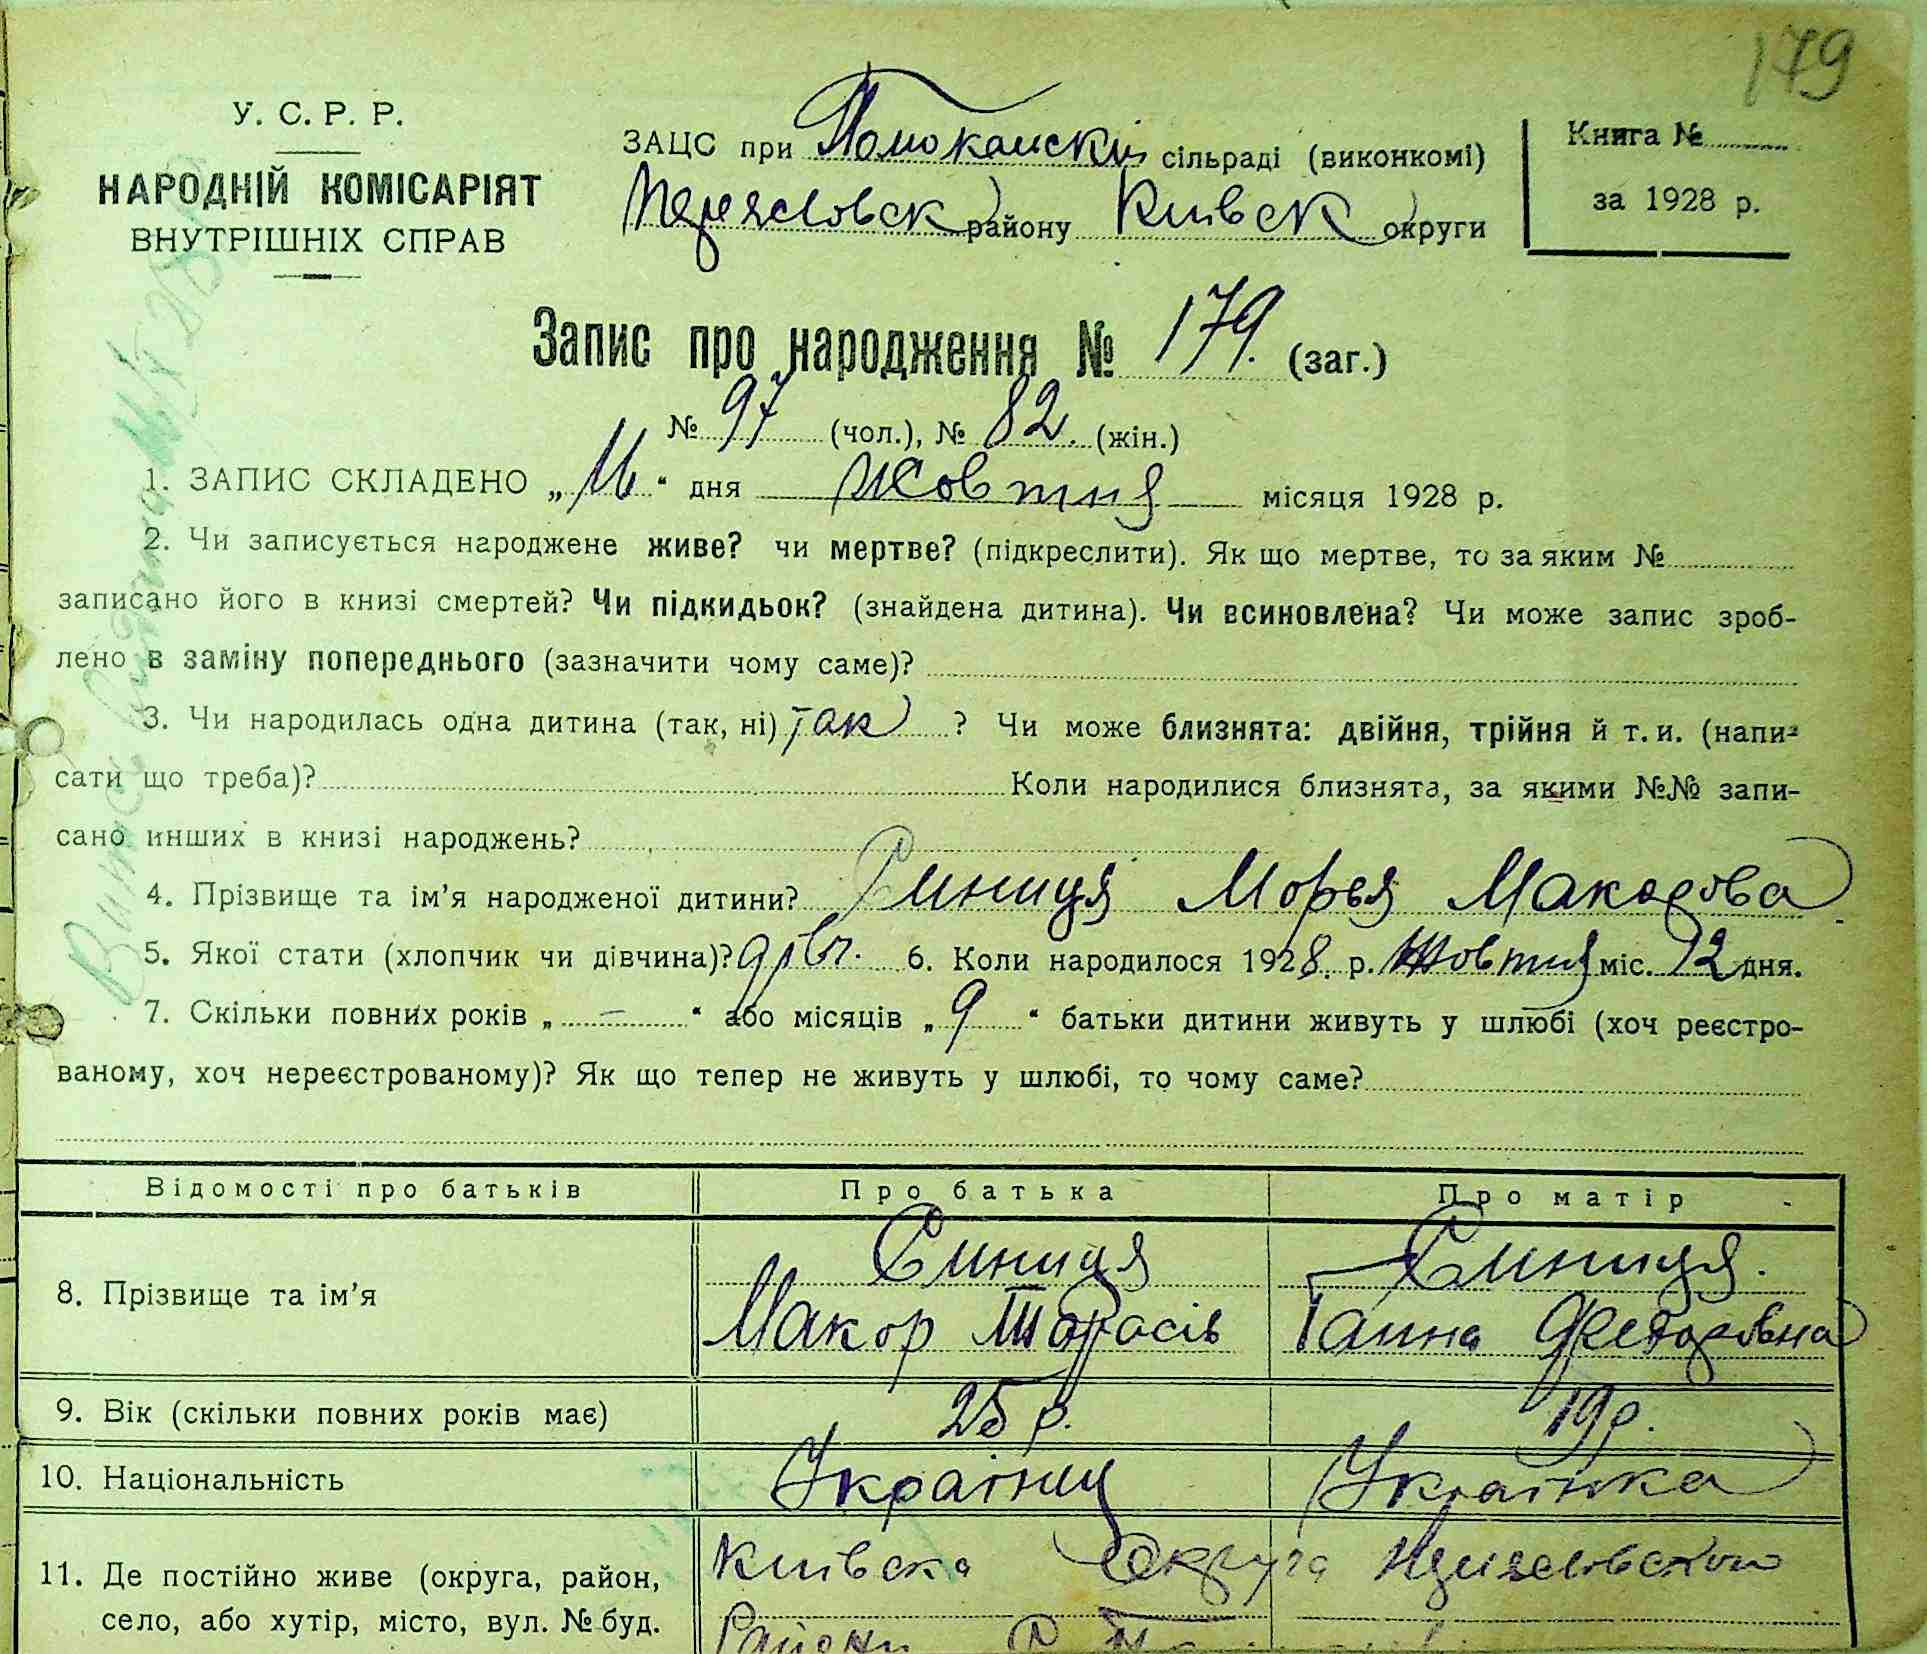 179
У. С. Р. Р.
НАРОДНІЙ КОМІСАРІЯТ
ВНУТРІШНІХ СПРАВ
ЗАЦС при Помокамскій сільраді (виконкомі)
Переясловск району Київск округи
Книга №
за 1928 р.
Запис про народження № 179. (заг.)
№ 97 (чол.), № 82. (жін.)
1. ЗАПИС СКЛАДЕНО „16“ дня Жовтня місяця 1928 р.
2. Чи записується народжене живе? чи мертве? (підкреслити). Як що мертве, то за яким №
записано його в книзі смертей? Чи підкидьок? (знайдена дитина). Чи всиновлена? Чи може запис зроб-
лено в заміну попереднього (зазначити чому саме)?
3. Чи народилась одна дитина (так, ні) так ? Чи може близнята: двійня, трійня й т. и. (напи-
сати що треба)? Коли народилися близнята, за якими №№ запи-
сано инших в книзі народжень?
4. Прізвище та ім'я народженої дитини? Синиця Марья Макарова
5. Якої стати (хлопчик чи дівчина)? дівч. 6. Коли народилося 1928. р. Жовтня міс. 12 дня.
7. Скільки повних років „ – “ або місяців „ 9 “ батьки дитини живуть у шлюбі (хоч реєстро-
ваному, хоч нереєстрованому)? Як що тепер не живуть у шлюбі, то чому саме?
Відомості про батьків Про батька Про матір
8. Прізвище та ім'я
Синиця Синиця.
Макар Тарасів Ганна Федоровна
9. Вік (скільки повних років має) 25 р. 19 р.
10. Національність Українец Українка
11. Де постійно живе (округа, район,
село, або хутір, місто, вул. № буд.
Київска Округа
Району